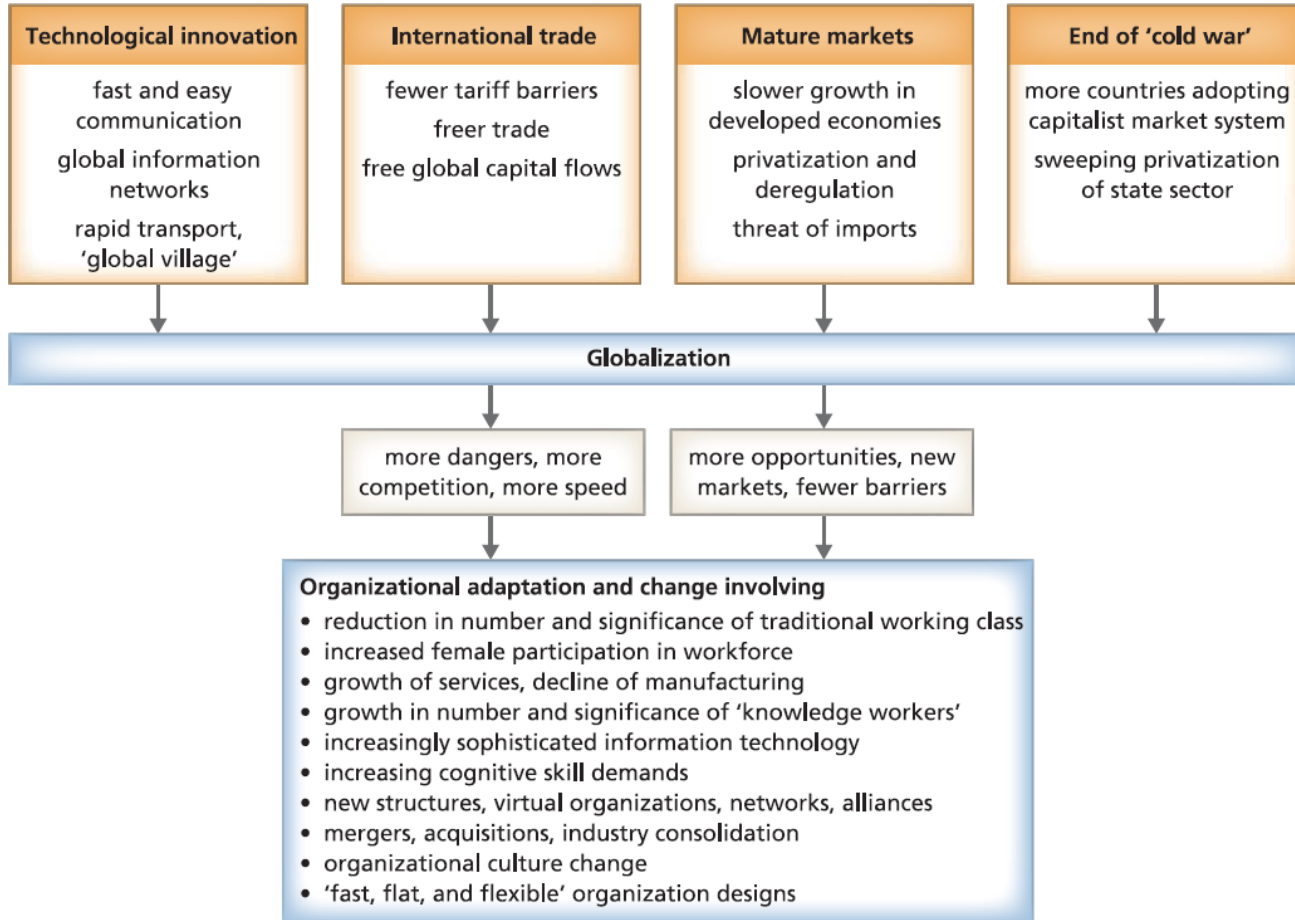 Technological innovation
fast and easy
communication
global information
networks
rapid transport,
‘global village’
International trade
fewer tariff barriers
freer trade
free global capital flows
Mature markets
slower growth in
developed economies
privatization and
deregulation
threat of imports
End of ‘cold war’
more countries adopting
capitalist market system
sweeping privatization
of state sector
Globalization
more dangers, more
competition, more speed
more opportunities, new
markets, fewer barriers
Organizational adaptation and change involving
• reduction in number and significance of traditional working class
• increased female participation in workforce
• growth of services, decline of manufacturing
• growth in number and significance of ‘knowledge workers’
• increasingly sophisticated information technology
• increasing cognitive skill demands
• new structures, virtual organizations, networks, alliances
• mergers, acquisitions, industry consolidation
• organizational culture change
• ‘fast, flat, and flexible’ organization designs